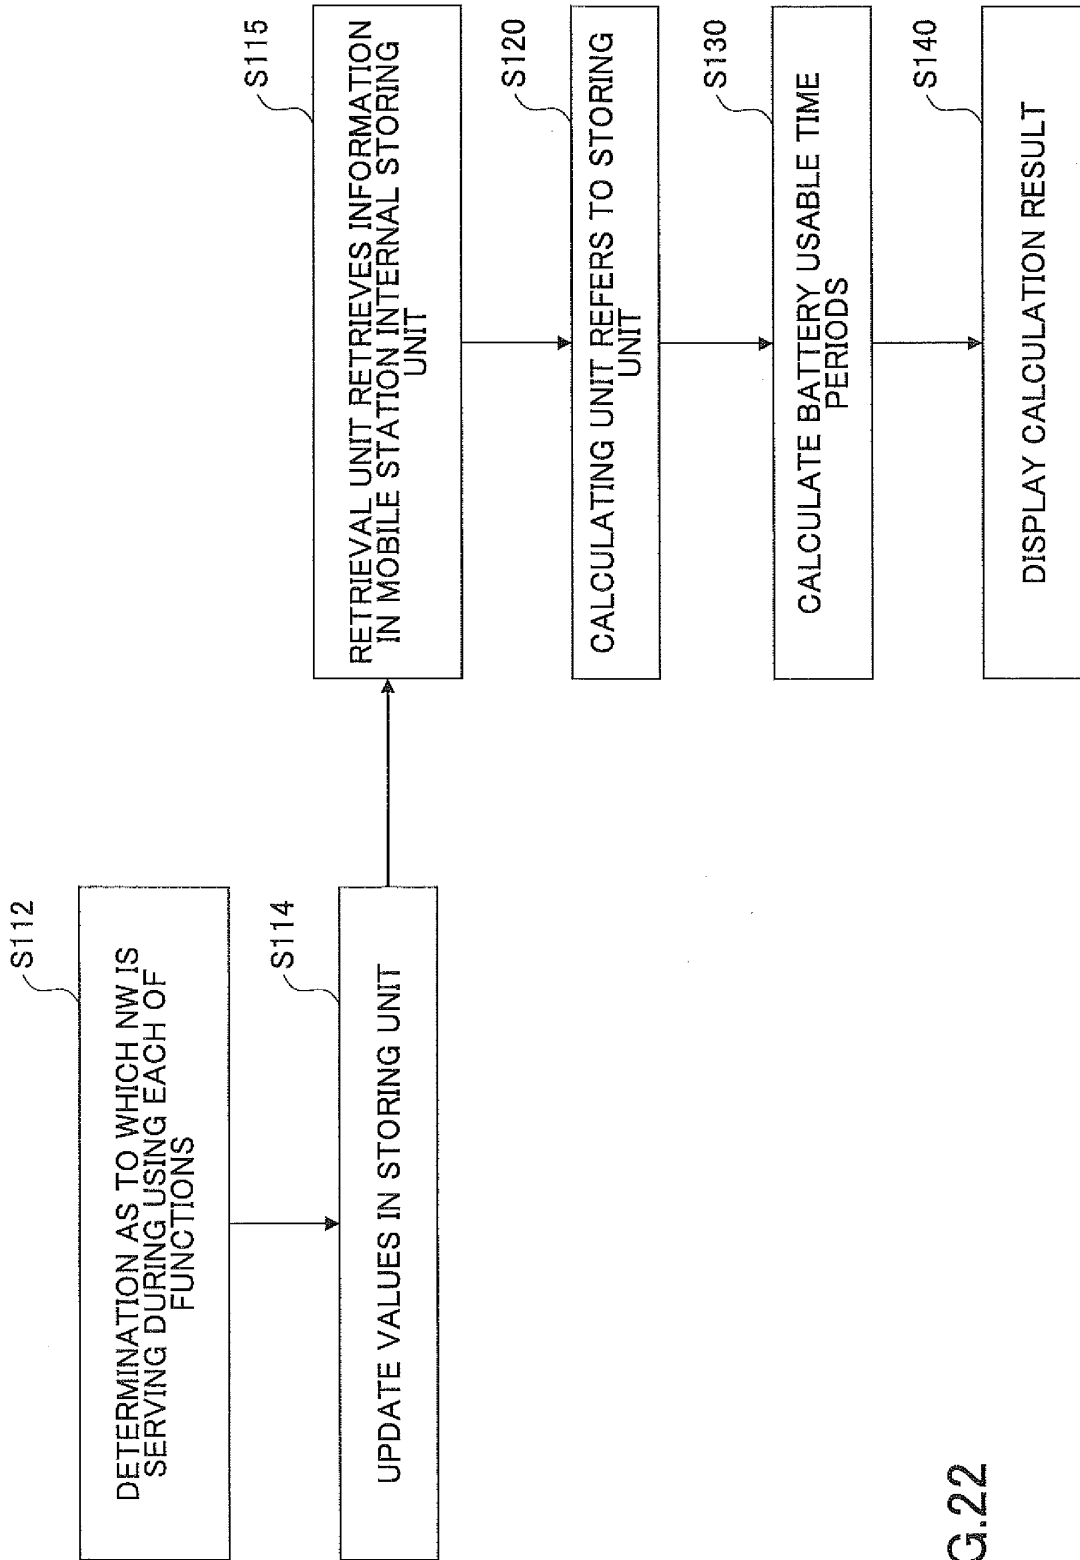 S112
DETERMINATION AS TO WHICH NW IS
SERVING DURING USING EACH OF
FUNCTIONS
S114
UPDATE VALUES IN STORING UNIT
S115
RETRIEVAL UNIT RETRIEVES INFORMATION
IN MOBILE STATION INTERNAL STORING
UNIT
S120
CALCULATING UNIT REFERS TO STORING
UNIT
S130
CALCULATE BATTERY USABLE TIME
PERIODS
S140
DISPLAY CALCULATION RESULT
G.22